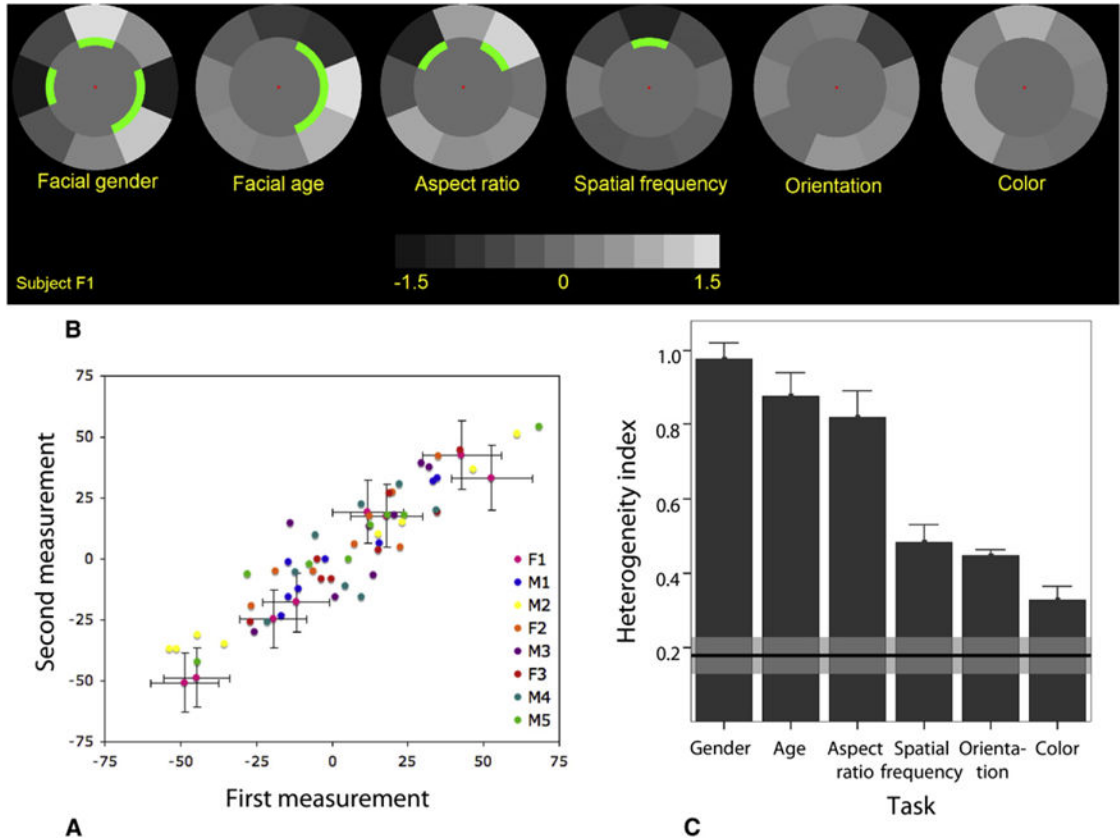 Facial gender Facial age Aspect ratio Spatial frequency Orientation Color
-1.5 0 1.5
Subject F1
B
75
50
25
0
-25
-50
-75
Second measurement
-75 -50 -25 0 25 50 75
First measurement
F1
M1
M2
F2
M3
F3
M4
M5
A
1.0
0.8
0.6
0.4
0.2
Heterogeneity index
Gender Age Aspect Spatial Orienta- Color
ratio frequency tion
Task
C